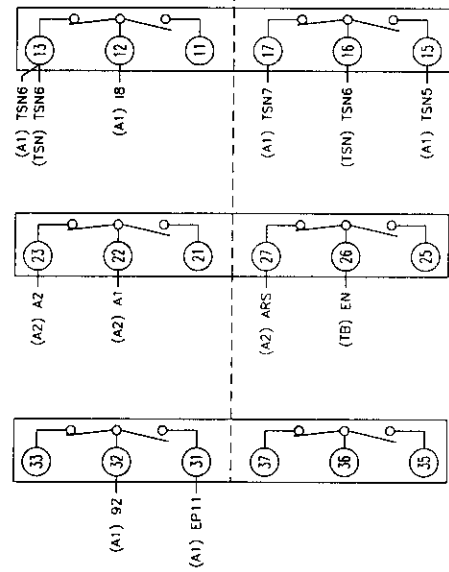 13
12
11
17
16
15
(A1) TSN6
(TSN) TSN6
(A1) I8
(A1) TSN7
(TSN) TSN6
(A1) TSN5
23
22
21
27
26
25
(A2) A2
(A2) A1
(A2) ARS
(TB) EN
33
32
31
37
36
35
(A1) 92
(A1) EP11